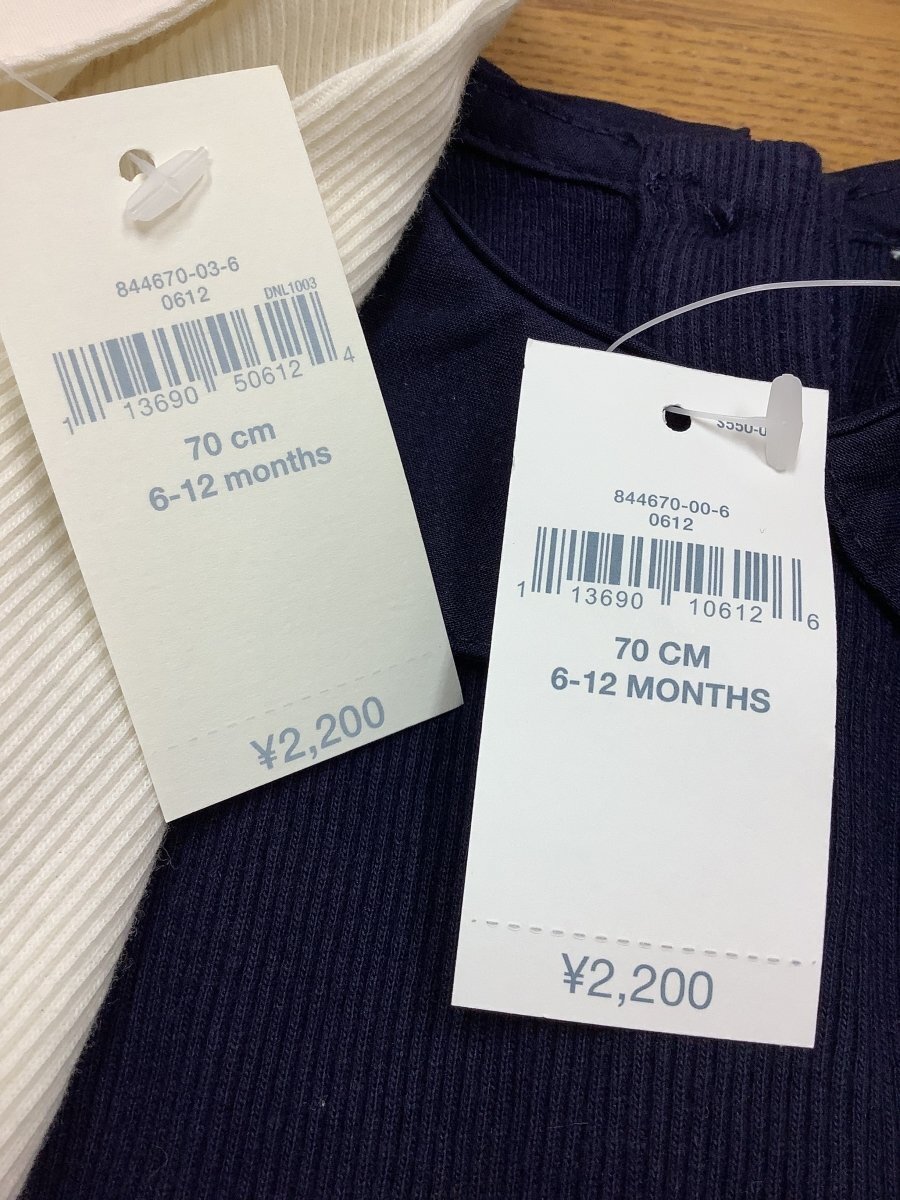 844670-03-6
0612
DNL1003
1 13690 50612 4
70 cm
6-12 months
¥2,200
844670-00-6
0612
1 13690 10612 6
70 CM
6-12 MONTHS
¥2,200